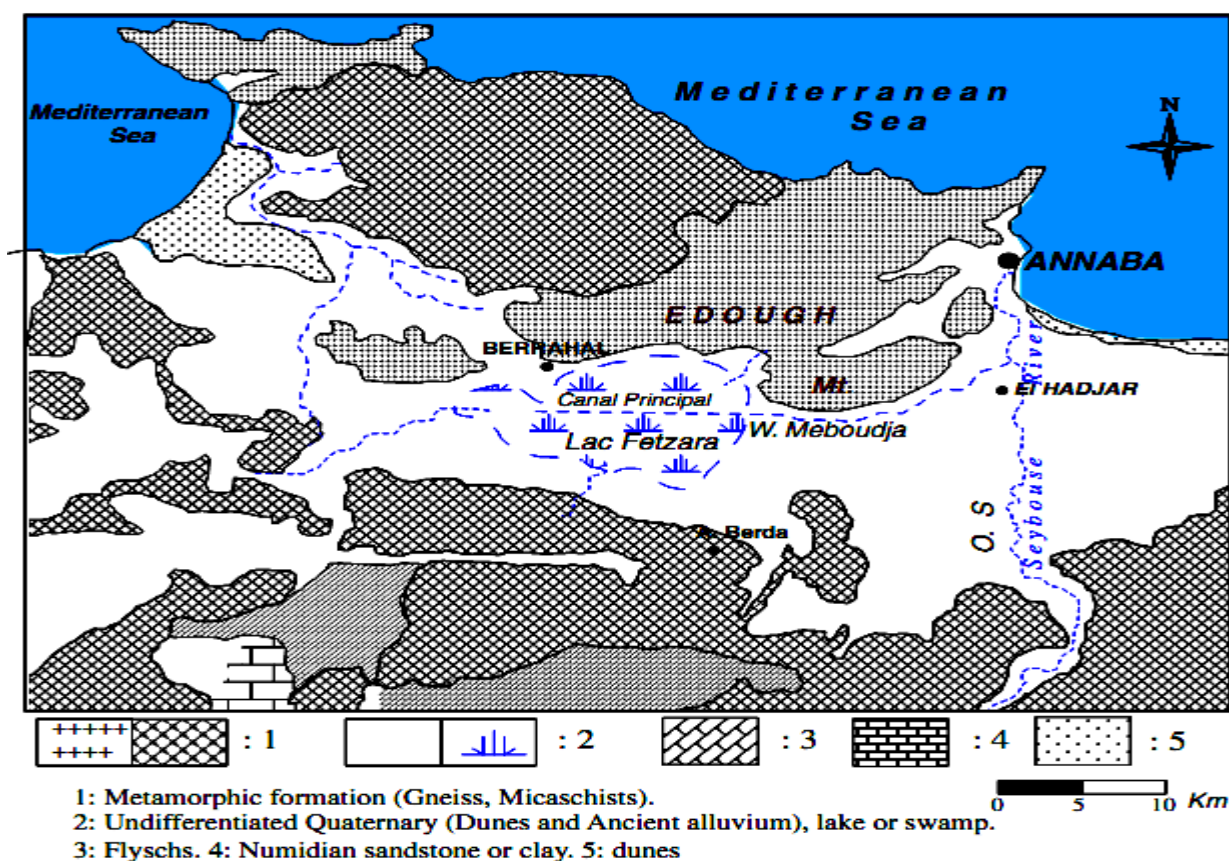 Mediterranean
Sea
Mediterranean
Sea
N
ANNABA
EDOUGH
BERRAHAL
Mt
El HADJAR
Canal Principal
W. Meboudja
Lac Fetzara
Seybouse River
O. S
Berda
: 1
: 2
: 3
: 4
: 5
0 5 10 Km
1: Metamorphic formation (Gneiss, Micaschists).
2: Undifferentiated Quaternary (Dunes and Ancient alluvium), lake or swamp.
3: Flyschs. 4: Numidian sandstone or clay. 5: dunes